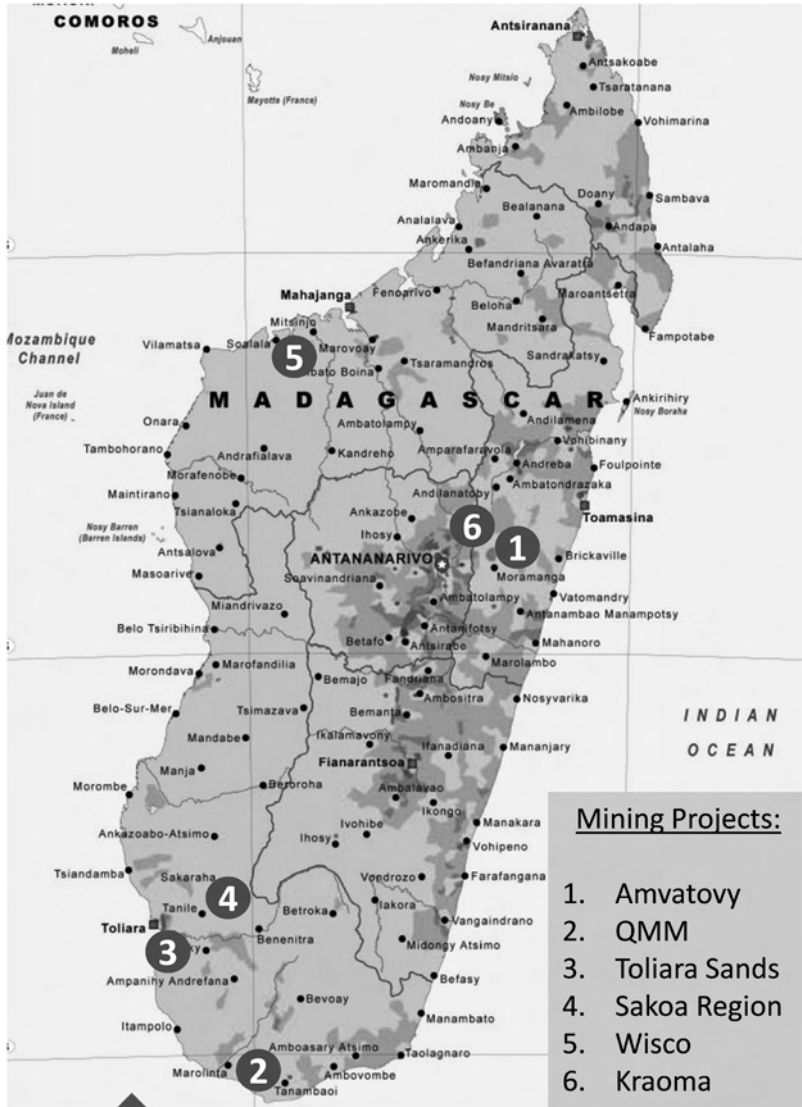 COMOROS
Moheli
Anjouan
Mayotte (France)
Antsiranana
Antsakoabe
Tsaratanana
Nosy Mitsio
Nosy Be
Ambilobe
Andoany
Vohimarina
Ambanja
Maromandia
Doany
Sambava
Bealanana
Analalava
Andapa
Ankerika
Antalaha
Befandriana Avaratra
Fenoarivo
Maroantsetra
Mahajanga
Beloha
Mitsinjo
Mandritsara
Fampotabe
Mozambique
Channel
Soalala
Marovoay
Vilamatsa
5
Tsaramandros
Sandrakatsy
Juan de
Nova Island
(France)
MADAGASCAR
Ankirihiry
Nosy Boraha
Onara
Ambatolampy
Andilamena
Vohibinany
Tambohorano
Andrafialava
Kandreho
Amparafaravola
Andreba
Foulpointe
Morafenobe
Ambatondrazaka
Maintirano
Andilanatoby
Tsianaloka
Ankazobe
Toamasina
Nosy Barren
(Barren Islands)
Ihosy
6
1
Antsalova
ANTANANARIVO
Brickaville
Masoarive
Soavinandriana
Moramanga
Vatomandry
Miandrivazo
Ambatolampy
Antanambao Manampotsy
Belo Tsiribihina
Antanifotsy
Betafo
Antsirabe
Mahanoro
Marofandilia
Marolambo
Morondava
Bemajo
Fandriana
Ambositra
Nosyvarika
Belo-Sur-Mer
Tsimazava
Bemanta
INDIAN
OCEAN
Mandabe
Ikalamavony
Ifanadiana
Mananjary
Manja
Fianarantsoa
Morombe
Berboroha
Ambalavao
Ikongo
Ankazoabo-Atsimo
Ivohibe
Manakara
Ihosy
Vohipeno
Tsiandamba
Sakaraha
Vondrozo
Farafangana
4
Tanile
Iakora
Toliara
Betroka
Vangaindrano
Benenitra
Midongy Atsimo
3
Ampanihy Andrefana
Befasy
Bevoay
Itampolo
Manambato
Amboasary Atsimo
Taolagnaro
Marolinta
2
Ambovombe
Tanambaoi
Mining Projects:
1. Amvatovy
2. QMM
3. Toliara Sands
4. Sakoa Region
5. Wisco
6. Kraoma